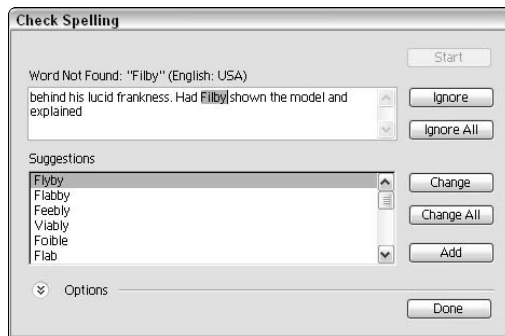 Check Spelling
Start
Word Not Found: "Filby" (English: USA)
behind his lucid frankness. Had Filby shown the model and
explained
Ignore
Ignore All
Suggestions
Flyby
Flabby
Feebly
Viably
Foible
Flab
Change
Change All
Add
Options
Done